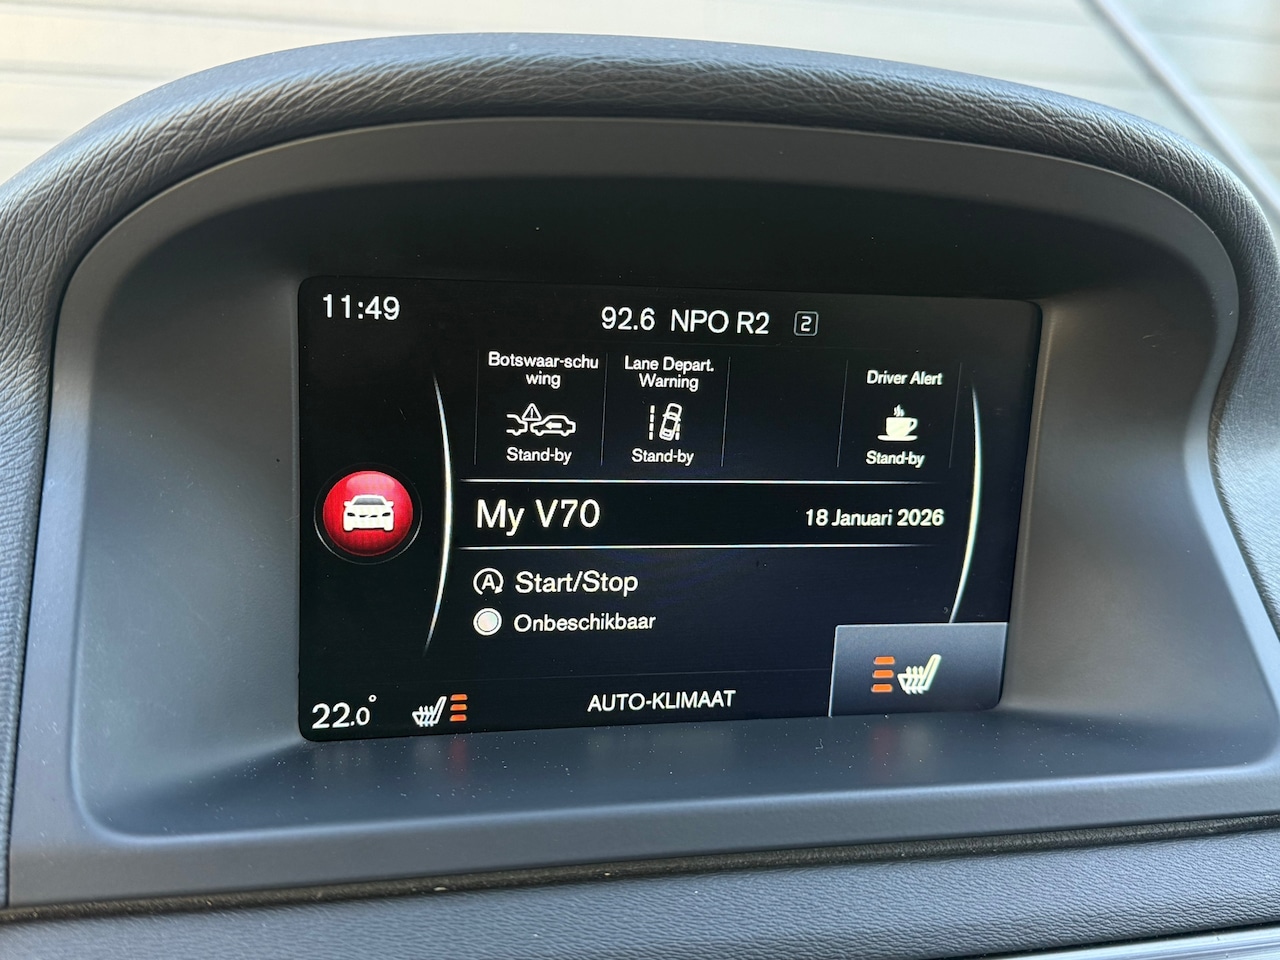 11:49
92.6 NPO R2 2
Botswaar-schu
wing
Stand-by
Lane Depart.
Warning
Stand-by
Driver Alert
Stand-by
My V70
18 Januari 2026
A Start/Stop
Onbeschikbaar
22.0°
AUTO-KLIMAAT